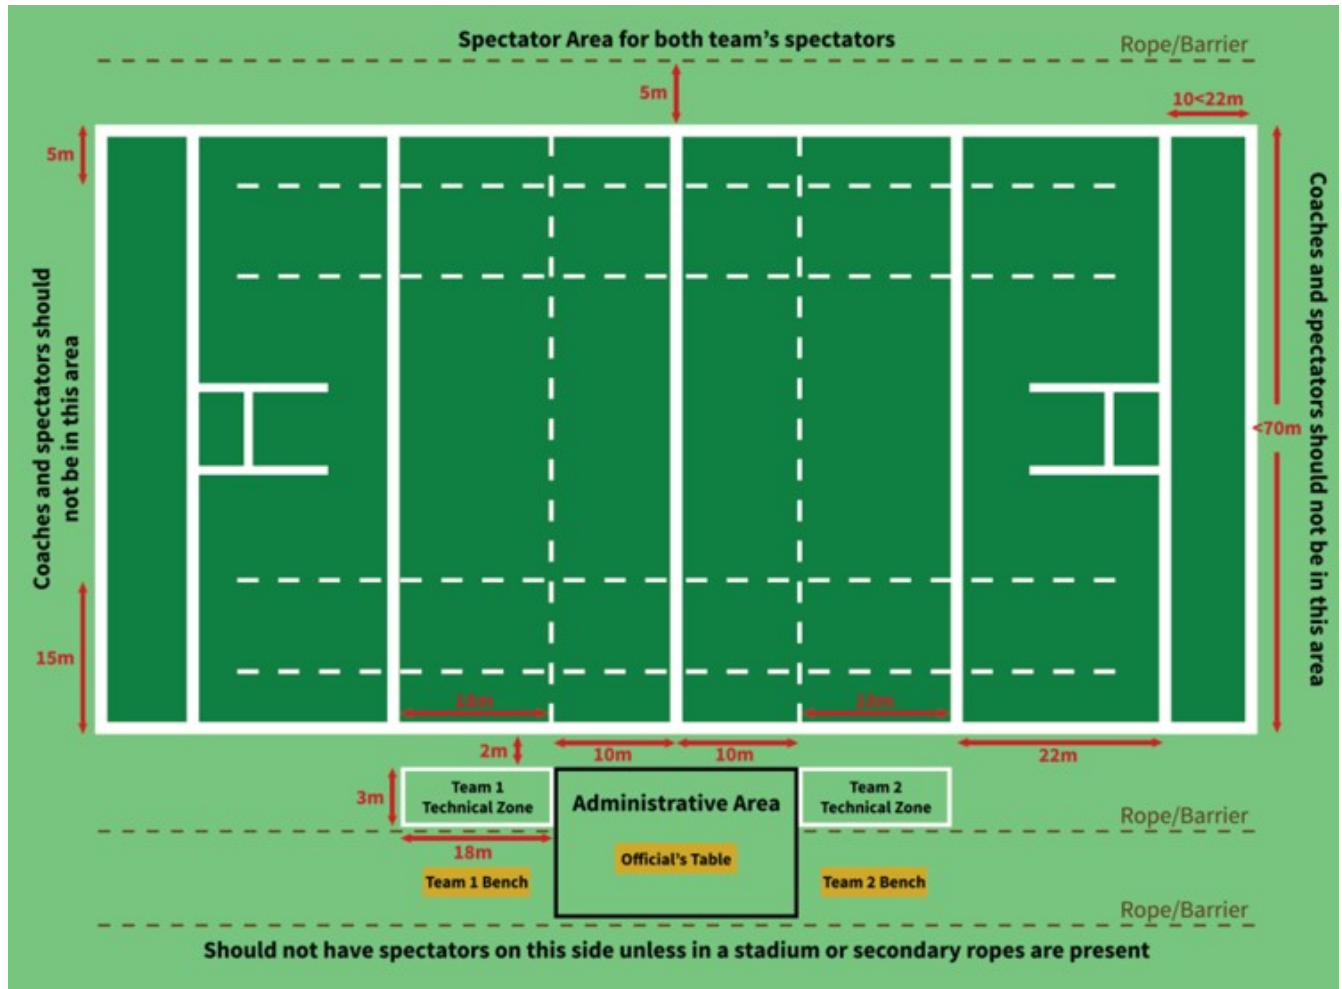 Spectator Area for both team's spectators
Rope/Barrier
5m
10<22m
5m
Coaches and spectators should
not be in this area
Coaches and spectators should not be in this area
<70m
15m
18m
18m
2m
10m
10m
22m
3m
Team 1
Technical Zone
Administrative Area
Team 2
Technical Zone
Rope/Barrier
18m
Official's Table
Team 1 Bench
Team 2 Bench
Rope/Barrier
Should not have spectators on this side unless in a stadium or secondary ropes are present